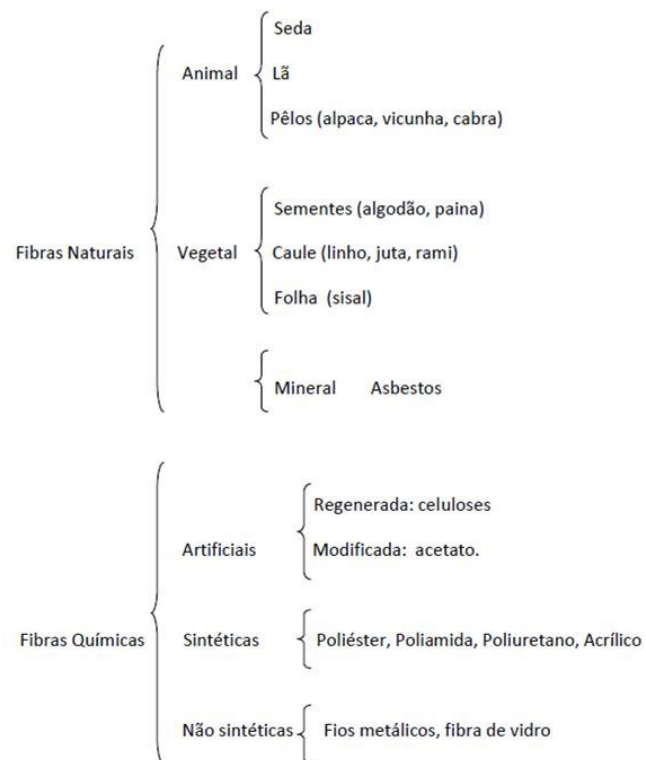 Seda
Animal
Lã
Pêlos (alpaca, vicunha, cabra)
Sementes (algodão, paina)
Fibras Naturais
Vegetal
Caule (linho, juta, rami)
Folha (sisal)
Mineral Asbestos
Regenerada: celuloses
Artificiais
Modificada: acetato.
Fibras Químicas
Sintéticas
Poliéster, Poliamida, Poliuretano, Acrílico
Não sintéticas
Fios metálicos, fibra de vidro